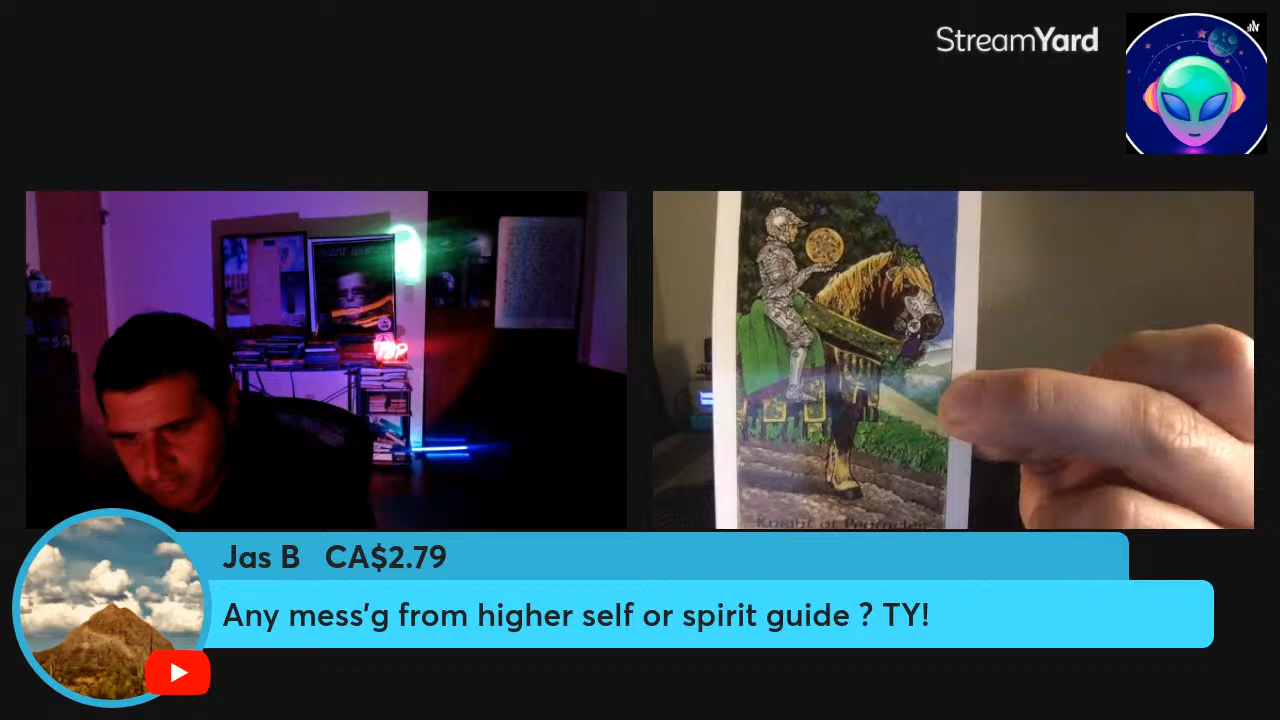 StreamYard
Knight of Pentacles
Jas B CA$2.79
Any mess'g from higher self or spirit guide ? TY!